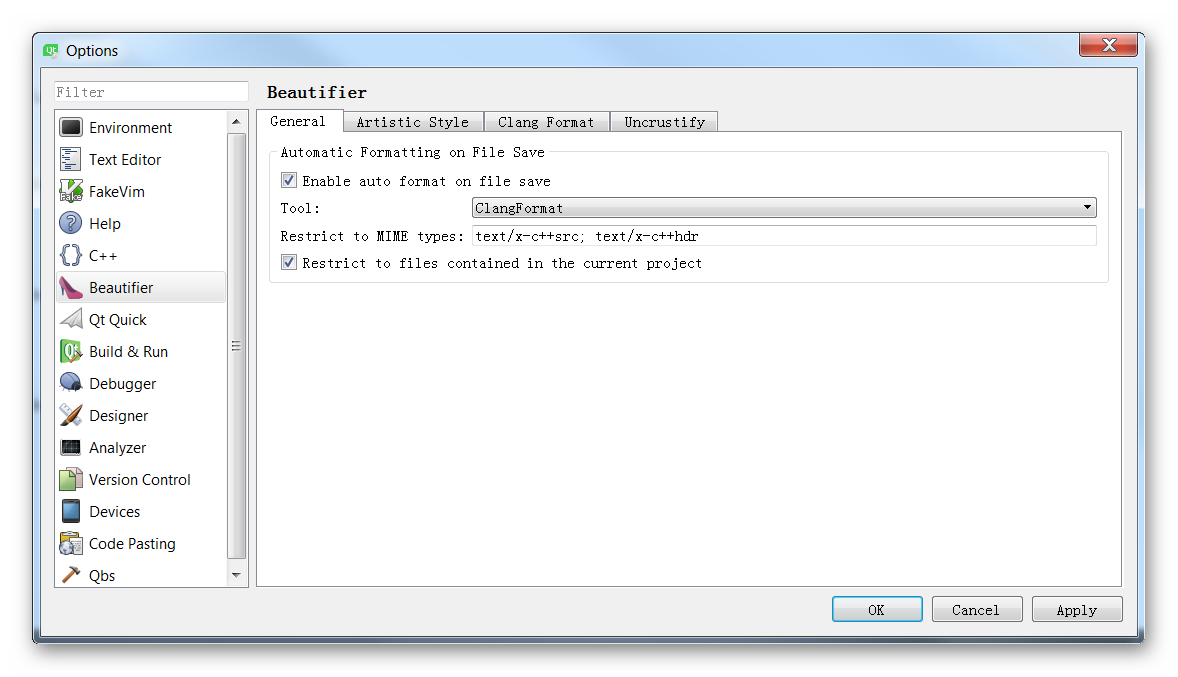 Options
Filter
Environment
Text Editor
FakeVim
Help
C++
Beautifier
Qt Quick
Build & Run
Debugger
Designer
Analyzer
Version Control
Devices
Code Pasting
Qbs
Beautifier
General Artistic Style Clang Format Uncrustify
Automatic Formatting on File Save
Enable auto format on file save
Tool: ClangFormat
Restrict to MIME types: text/x-c++src; text/x-c++hdr
Restrict to files contained in the current project
OK Cancel Apply